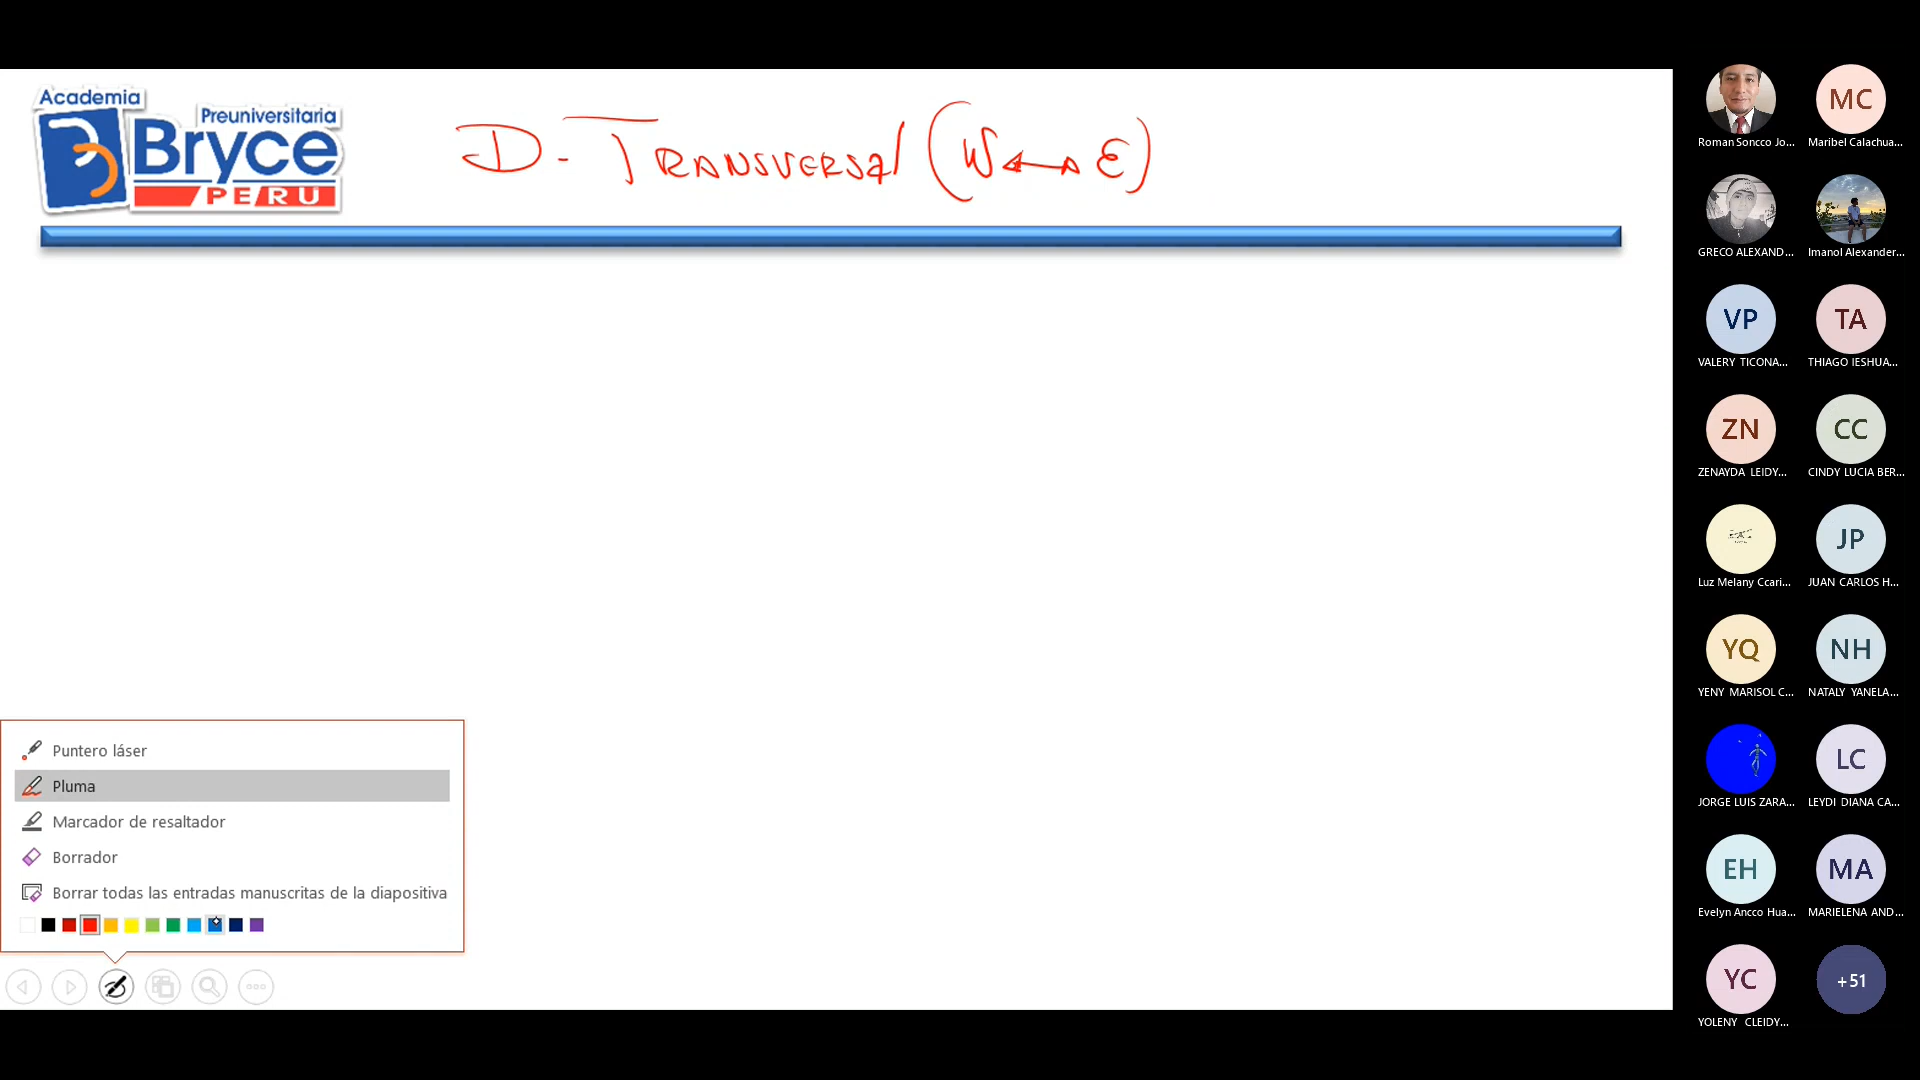 Academia
Preuniversitaria
Bryce
PERÚ
D - TRANSVERSAL (W ↔ E)
Puntero láser
Pluma
Marcador de resaltador
Borrador
Borrar todas las entradas manuscritas de la diapositiva
Roman Soncco Jo...
MC
Maribel Calachua...
GRECO ALEXAND...
Imanol Alexander...
VP
VALERY TICONA...
TA
THIAGO IESHUA...
ZN
ZENAYDA LEIDY...
CC
CINDY LUCIA BER...
Luz Melany Ccari...
JP
JUAN CARLOS H...
YQ
YENY MARISOL C...
NH
NATALY YANELA...
JORGE LUIS ZARA...
LC
LEYDI DIANA CA...
EH
Evelyn Ancco Hua...
MA
MARIELENA AND...
YC
YOLENY CLEIDY...
+51